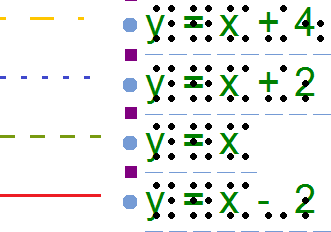 y = x + 4
y = x + 2
y = x
y = x - 2